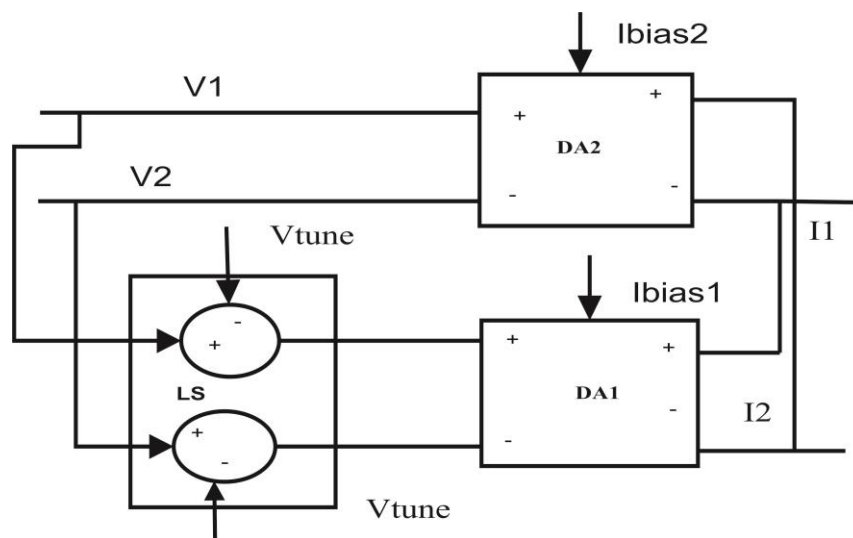 Ibias2
V1
+
+
DA2
V2
-
-
Vtune
I1
Ibias1
-
+
+
+
LS
DA1
+
-
I2
-
-
Vtune